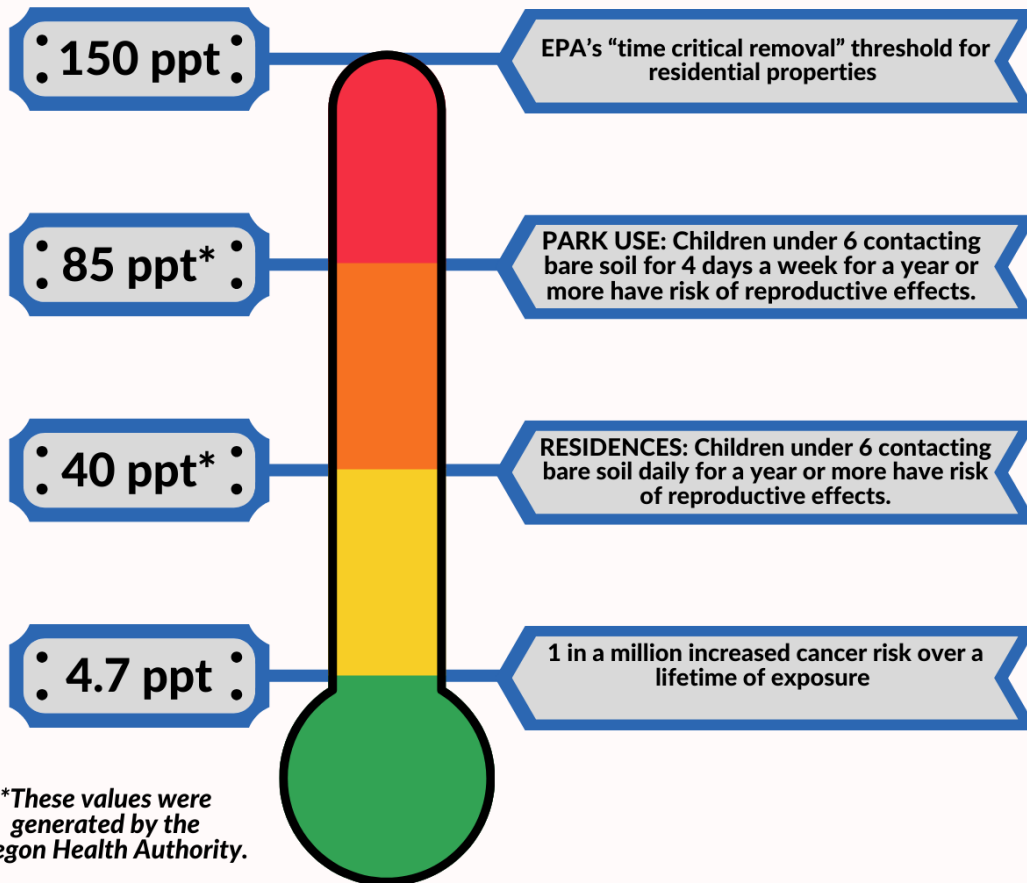 150 ppt
EPA’s “time critical removal” threshold for
residential properties
85 ppt*
PARK USE: Children under 6 contacting
bare soil for 4 days a week for a year or
more have risk of reproductive effects.
40 ppt*
RESIDENCES: Children under 6 contacting
bare soil daily for a year or more have risk
of reproductive effects.
4.7 ppt
1 in a million increased cancer risk over a
lifetime of exposure
*These values were
generated by the
egon Health Authority.